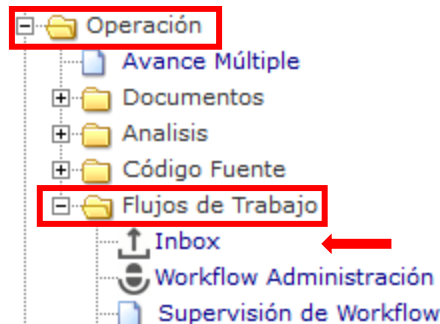 Operación
Avance Múltiple
Documentos
Analisis
Código Fuente
Flujos de Trabajo
Inbox
Workflow Administración
Supervisión de Workflow